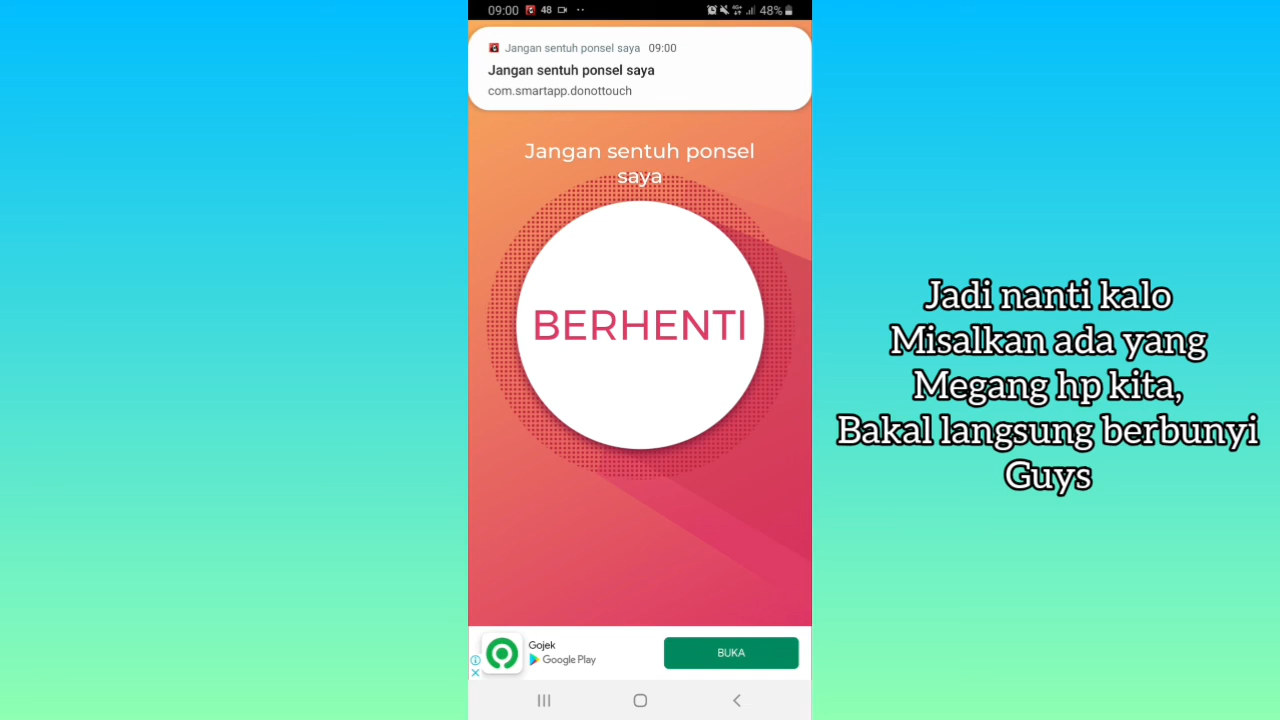 09:00 48 48%
Jangan sentuh ponsel saya 09:00
Jangan sentuh ponsel saya
com.smartapp.donottouch
Jangan sentuh ponsel
saya
BERHENTI
Jadi nanti kalo
Misalkan ada yang
Megang hp kita,
Bakal langsung berbunyi
Guys
Gojek
Google Play
BUKA